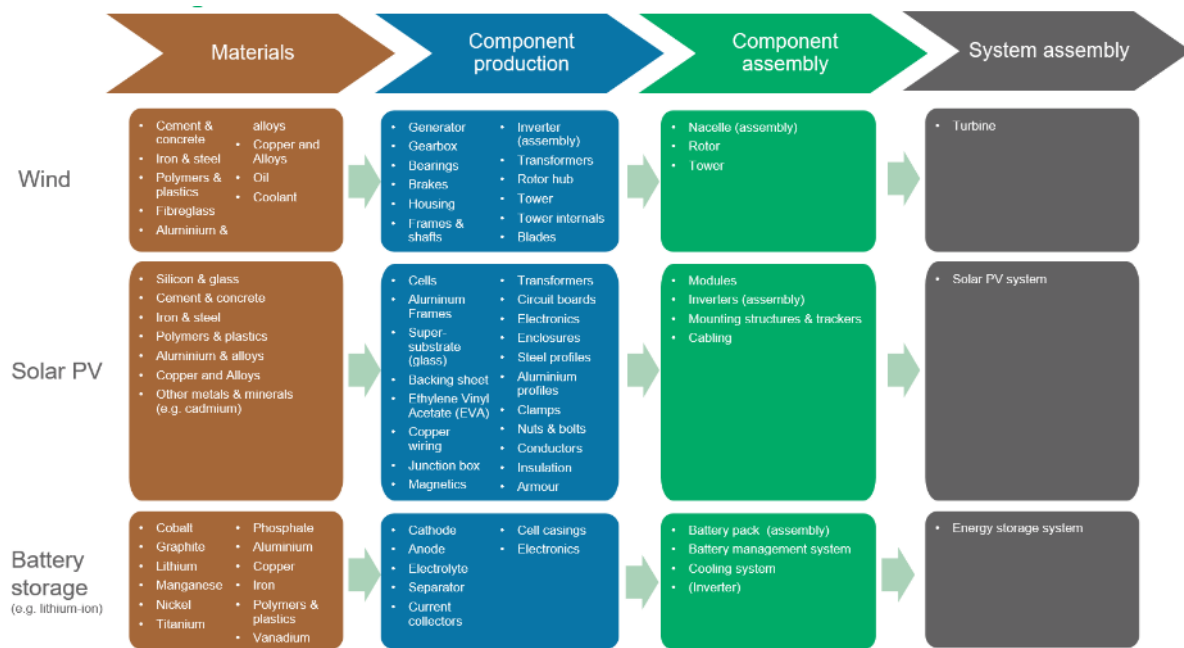 Materials
Component
production
Component
assembly
System assembly
Wind
• Cement &
concrete
• Iron & steel
• Polymers &
plastics
• Fibreglass
• Aluminium &
alloys
• Copper and
Alloys
• Oil
• Coolant
• Generator
• Gearbox
• Bearings
• Brakes
• Housing
• Frames &
shafts
• Inverter
(assembly)
• Transformers
• Rotor hub
• Tower
• Tower internals
• Blades
• Nacelle (assembly)
• Rotor
• Tower
• Turbine
Solar PV
• Silicon & glass
• Cement & concrete
• Iron & steel
• Polymers & plastics
• Aluminium & alloys
• Copper and Alloys
• Other metals & minerals
(e.g. cadmium)
• Cells
• Aluminum
Frames
• Super-
substrate
(glass)
• Backing sheet
• Ethylene Vinyl
Acetate (EVA)
• Copper
wiring
• Junction box
• Magnetics
• Transformers
• Circuit boards
• Electronics
• Enclosures
• Steel profiles
• Aluminium
profiles
• Clamps
• Nuts & bolts
• Conductors
• Insulation
• Armour
• Modules
• Inverters (assembly)
• Mounting structures & trackers
• Cabling
• Solar PV system
Battery
storage
(e.g. lithium-ion)
• Cobalt
• Graphite
• Lithium
• Manganese
• Nickel
• Titanium
• Phosphate
• Aluminium
• Copper
• Iron
• Polymers &
plastics
• Vanadium
• Cathode
• Anode
• Electrolyte
• Separator
• Current
collectors
• Cell casings
• Electronics
• Battery pack (assembly)
• Battery management system
• Cooling system
• (Inverter)
• Energy storage system